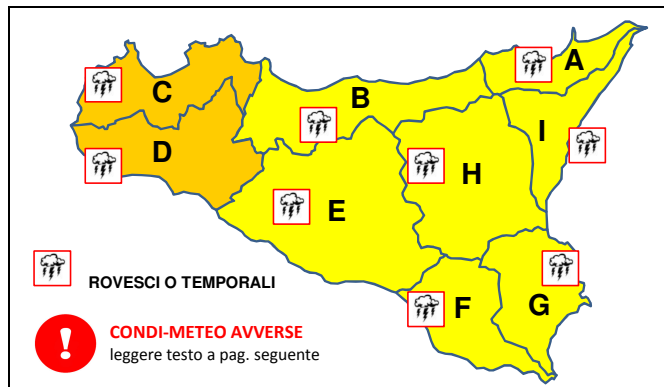 A
B
C
I
D
H
E
F
G
ROVESCI O TEMPORALI
!
CONDI-METEO AVVERSE
leggere testo a pag. seguente